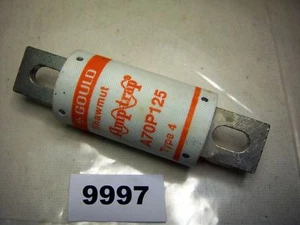 GOULD
Shawmut
Amp-trap®
A70P125
Type 4
9997